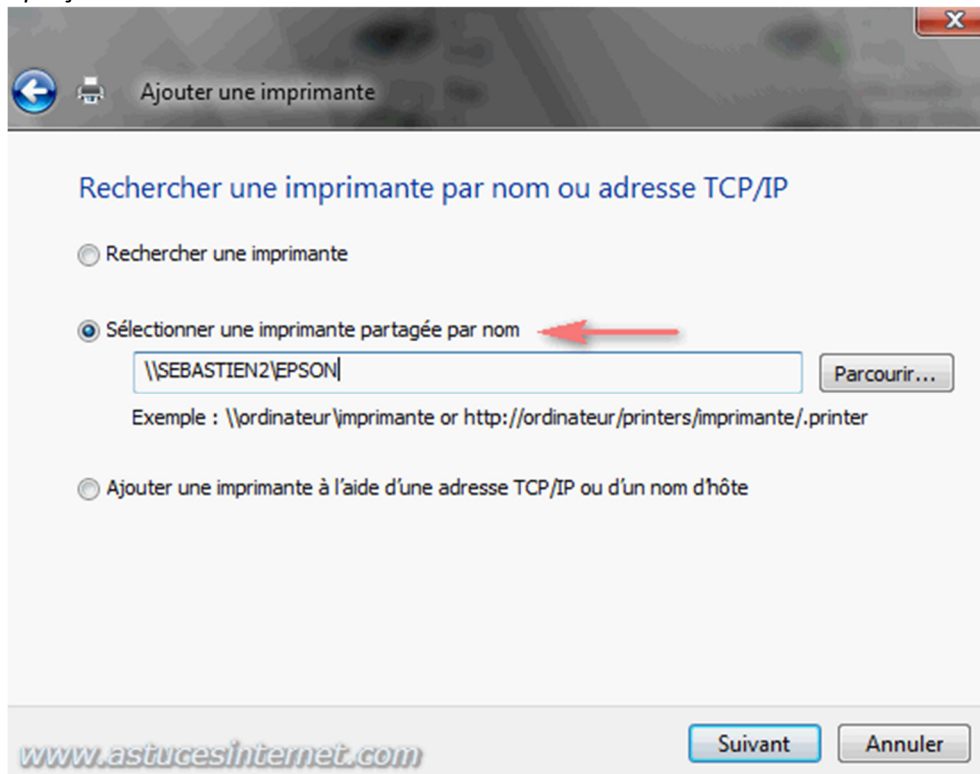 Ajouter une imprimante
Rechercher une imprimante par nom ou adresse TCP/IP
Rechercher une imprimante
Sélectionner une imprimante partagée par nom
\\SEBASTIEN2\EPSON
Parcourir...
Exemple : \\ordinateur\imprimante or http://ordinateur/printers/imprimante/.printer
Ajouter une imprimante à l'aide d'une adresse TCP/IP ou d'un nom d'hôte
Suivant
Annuler
www.astucesinternet.com